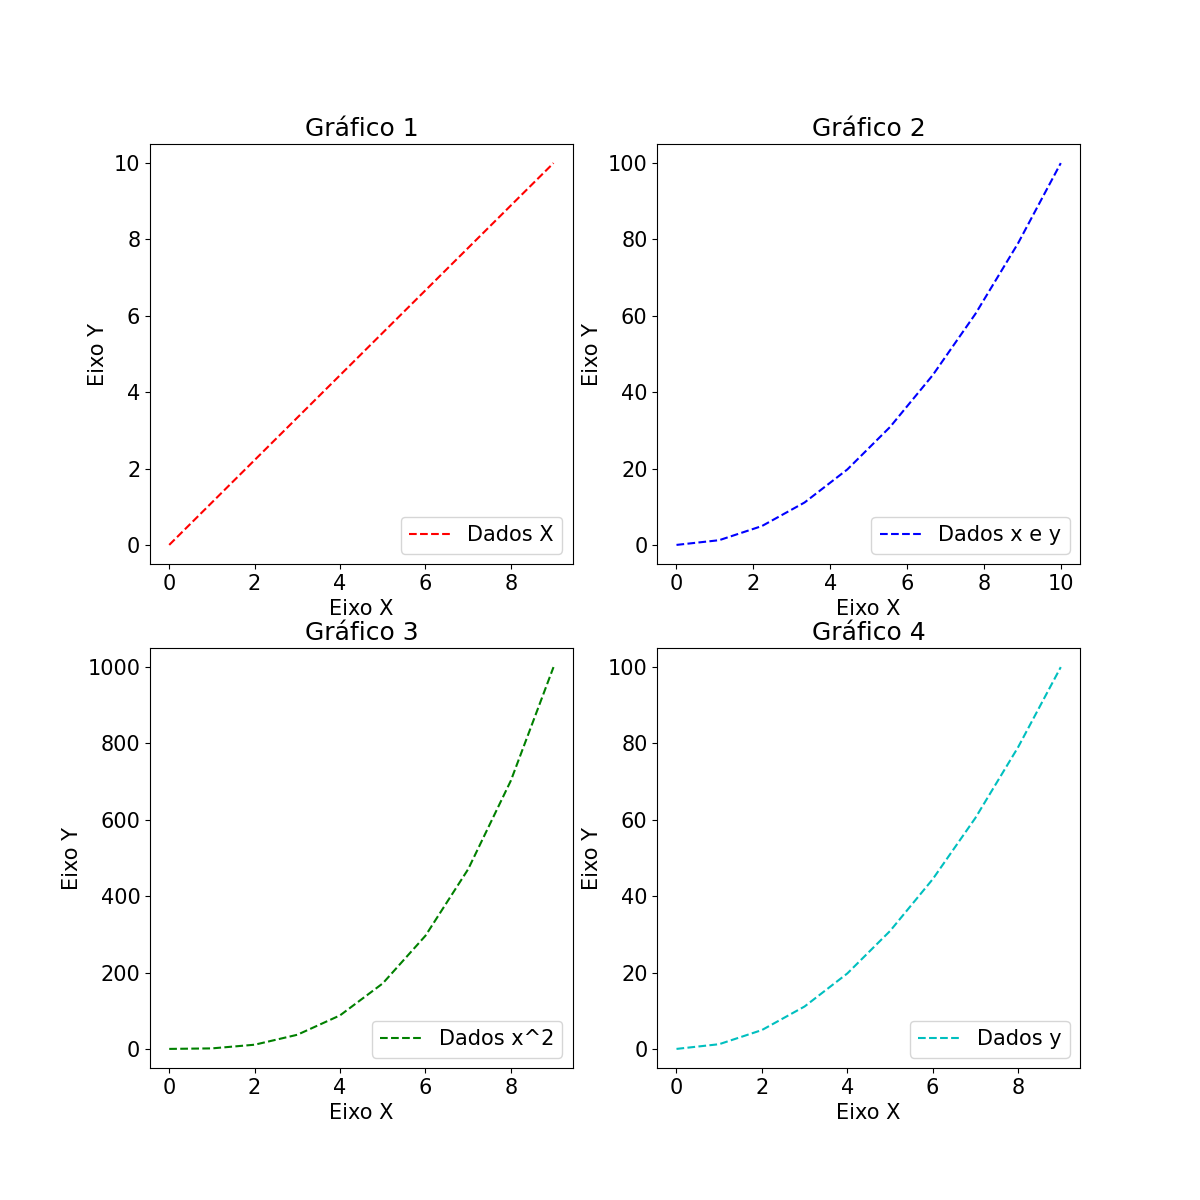 Gráfico 1
10
8
6
4
2
0
Eixo Y
Dados X
0 2 4 6 8
Eixo X
Gráfico 2
100
80
60
40
20
0
Eixo Y
Dados x e y
0 2 4 6 8 10
Eixo X
Gráfico 3
1000
800
600
400
200
0
Eixo Y
Dados x^2
0 2 4 6 8
Eixo X
Gráfico 4
100
80
60
40
20
0
Eixo Y
Dados y
0 2 4 6 8
Eixo X